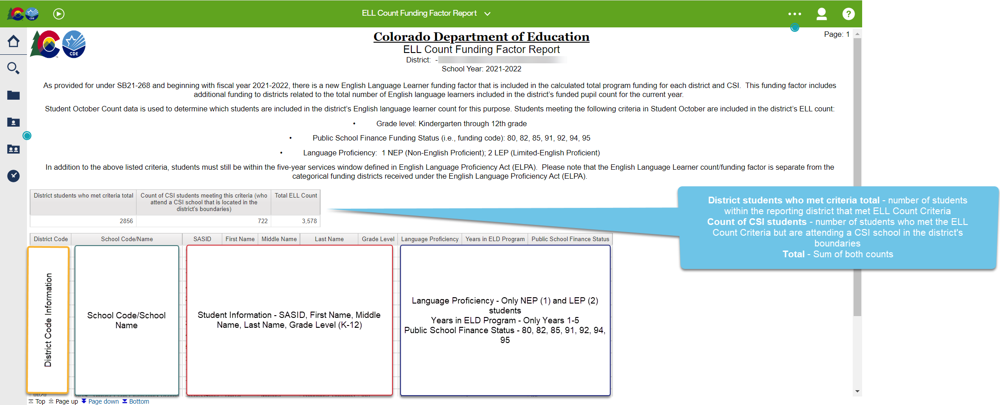 ELL Count Funding Factor Report
Page: 1
CDE
CDE
Colorado Department of Education
ELL Count Funding Factor Report
District: -
School Year: 2021-2022
As provided for under SB21-268 and beginning with fiscal year 2021-2022, there is a new English Language Learner funding factor that is included in the calculated total program funding for each district and CSI. This funding factor includes
additional funding to districts related to the total number of English language learners included in the district's funded pupil count for the current year.
Student October Count data is used to determine which students are included in the district's English language learner count for this purpose. Students meeting the following criteria in Student October are included in the district's ELL count:
• Grade level: Kindergarten through 12th grade
• Public School Finance Funding Status (i.e., funding code): 80, 82, 85, 91, 92, 94, 95
• Language Proficiency: 1 NEP (Non-English Proficient); 2 LEP (Limited-English Proficient)
In addition to the above listed criteria, students must still be within the five-year services window defined in English Language Proficiency Act (ELPA). Please note that the English Language Learner count/funding factor is separate from the
categorical funding districts received under the English Language Proficiency Act (ELPA).
District students who met criteria total
Count of CSI students meeting this criteria (who
attend a CSI school that is located in the
district's boundaries)
Total ELL Count
2856 722 3,578
District students who met criteria total - number of students
within the reporting district that met ELL Count Criteria
Count of CSI students - number of students who met the ELL
Count Criteria but are attending a CSI school in the district's
boundaries
Total - Sum of both counts
District Code School Code/Name SASID First Name Middle Name Last Name Grade Level Language Proficiency Years in ELD Program Public School Finance Status
District Code Information
School Code/School
Name
Student Information - SASID, First Name, Middle
Name, Last Name, Grade Level (K-12)
Language Proficiency - Only NEP (1) and LEP (2)
students
Years in ELD Program - Only Years 1-5
Public School Finance Status - 80, 82, 85, 91, 92, 94,
95
Top Page up Page down Bottom